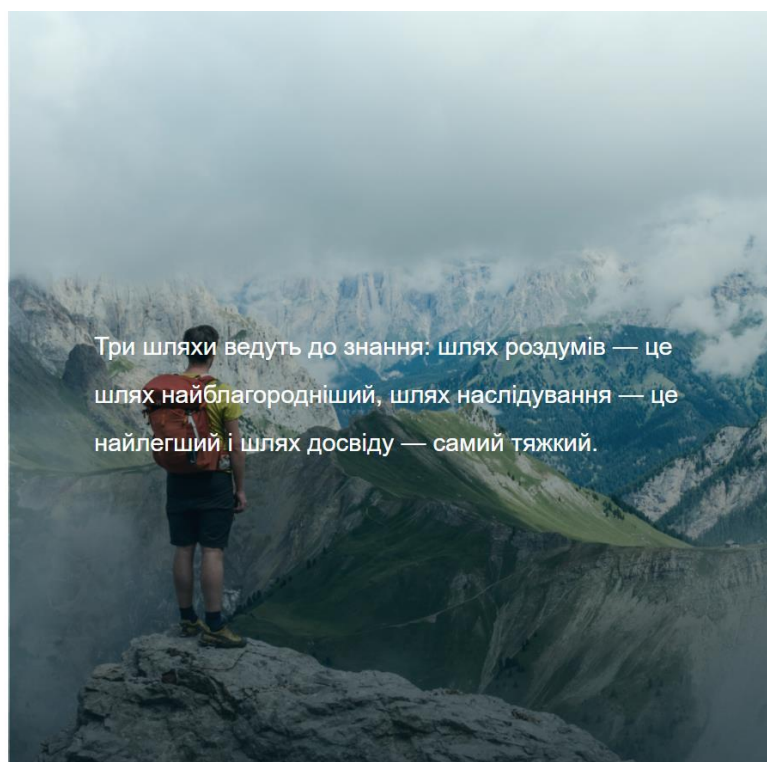 Три шляхи ведуть до знання: шлях роздумів — це
шлях найблагородніший, шлях наслідування — це
найлегший і шлях досвіду — самий тяжкий.